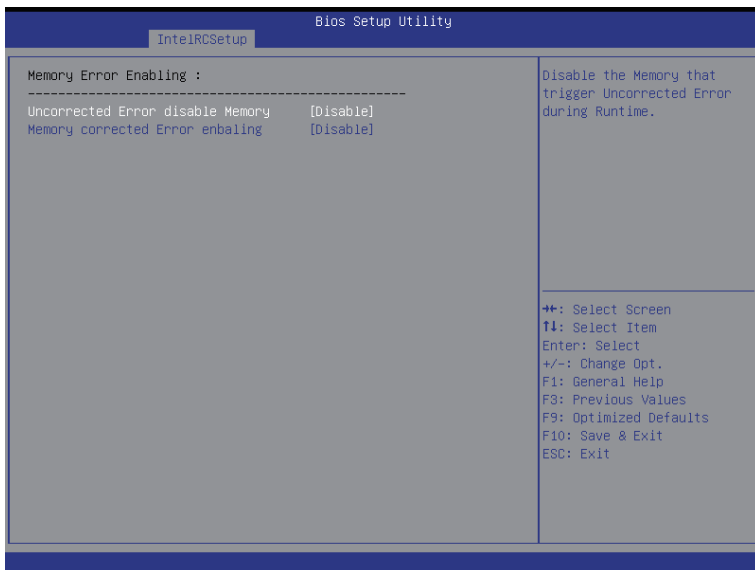 Bios Setup Utility
IntelRCSetup
Memory Error Enabling :
--------------------------------------------------
Uncorrected Error disable Memory [Disable]
Memory corrected Error enbaling [Disable]
Disable the Memory that
trigger Uncorrected Error
during Runtime.
→←: Select Screen
↑↓: Select Item
Enter: Select
+/-: Change Opt.
F1: General Help
F3: Previous Values
F9: Optimized Defaults
F10: Save & Exit
ESC: Exit